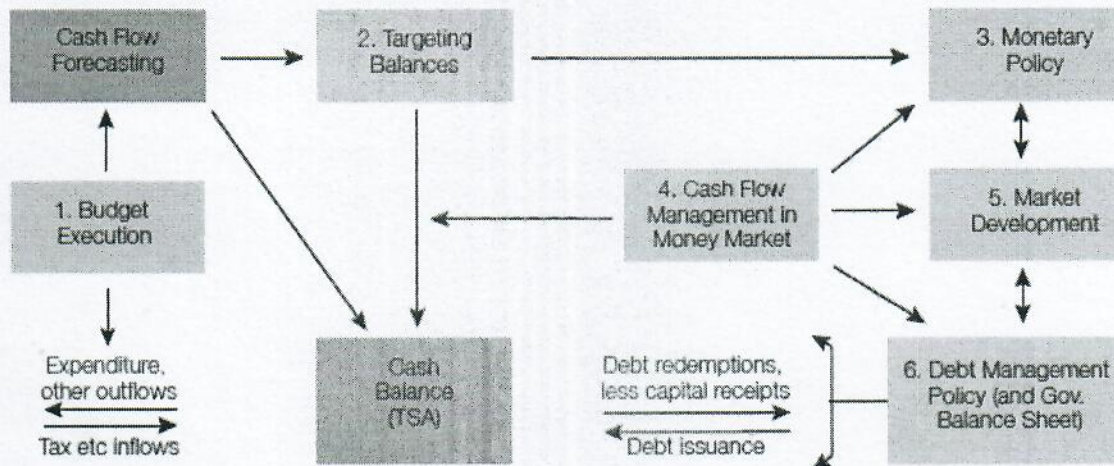 Cash Flow
Forecasting
2. Targeting
Balances
3. Monetary
Policy
1. Budget
Execution
4. Cash Flow
Management in
Money Market
5. Market
Development
Expenditure,
other outflows
Tax etc inflows
Cash
Balance
(TSA)
Debt redemptions,
less capital receipts
Debt issuance
6. Debt Management
Policy (and Gov.
Balance Sheet)